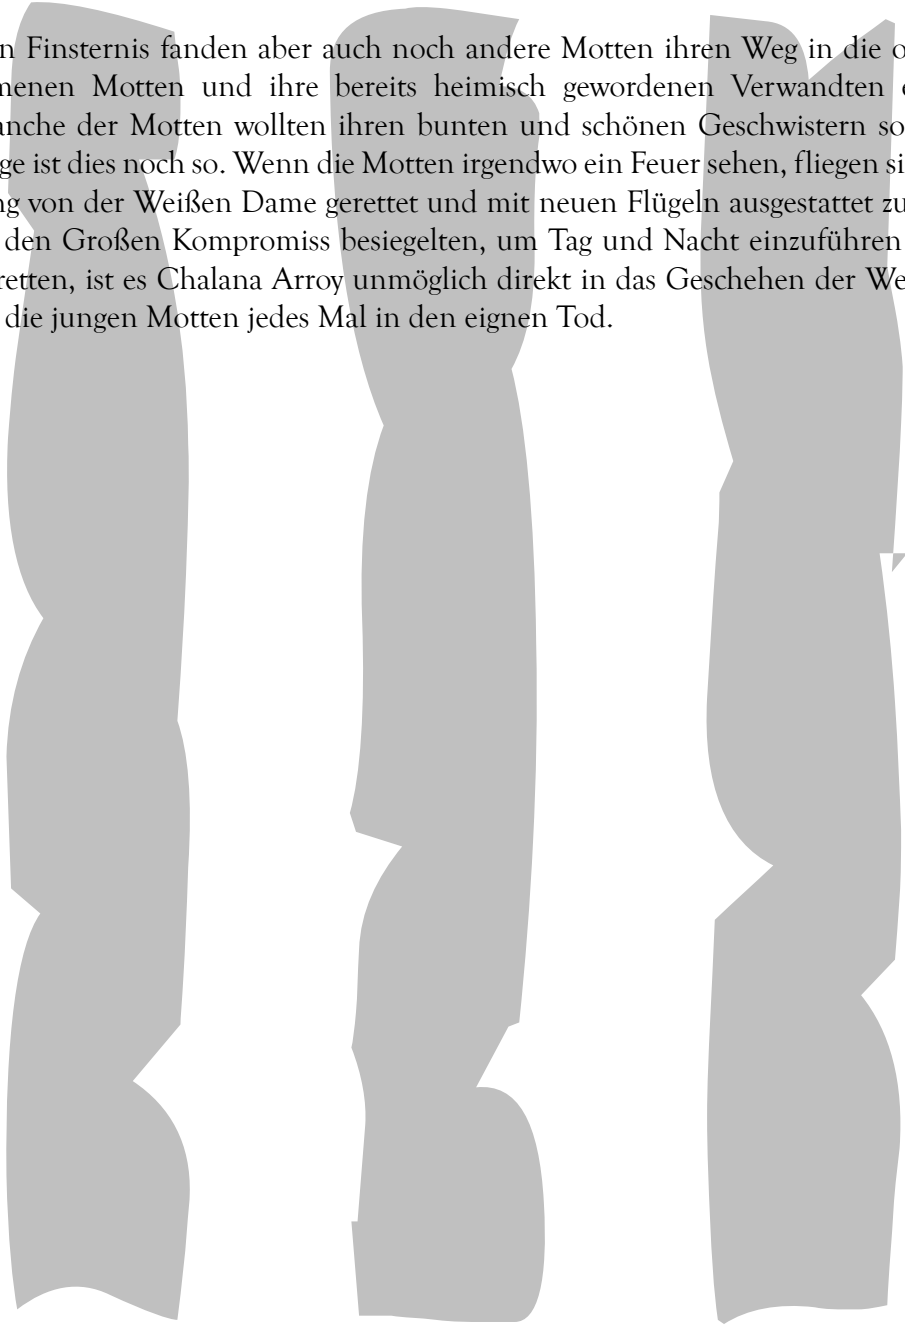 n Finsternis fanden aber auch noch andere Motten ihren Weg in die o
nenen Motten und ihre bereits heimisch gewordenen Verwandten e
anche der Motten wollten ihren bunten und schönen Geschwistern so
ge ist dies noch so. Wenn die Motten irgendwo ein Feuer sehen, fliegen si
ng von der Weißen Dame gerettet und mit neuen Flügeln ausgestattet zu
den Großen Kompromiss besiegelten, um Tag und Nacht einzuführen
retten, ist es Chalana Arroy unmöglich direkt in das Geschehen der We
die jungen Motten jedes Mal in den eignen Tod.